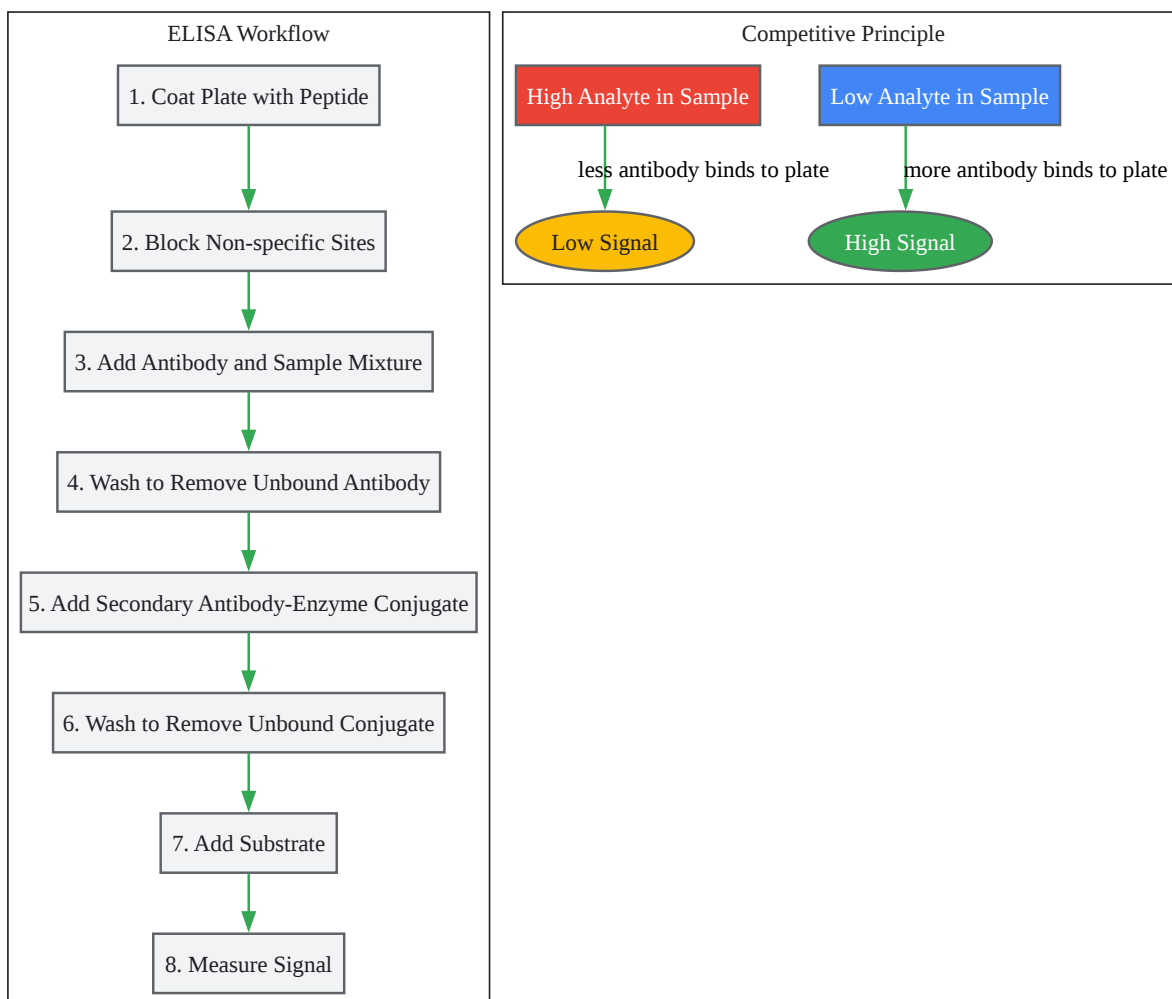 ELISA Workflow
1. Coat Plate with Peptide
2. Block Non-specific Sites
3. Add Antibody and Sample Mixture
4. Wash to Remove Unbound Antibody
5. Add Secondary Antibody-Enzyme Conjugate
6. Wash to Remove Unbound Conjugate
7. Add Substrate
8. Measure Signal
Competitive Principle
High Analyte in Sample
less antibody binds to plate
Low Signal
Low Analyte in Sample
more antibody binds to plate
High Signal